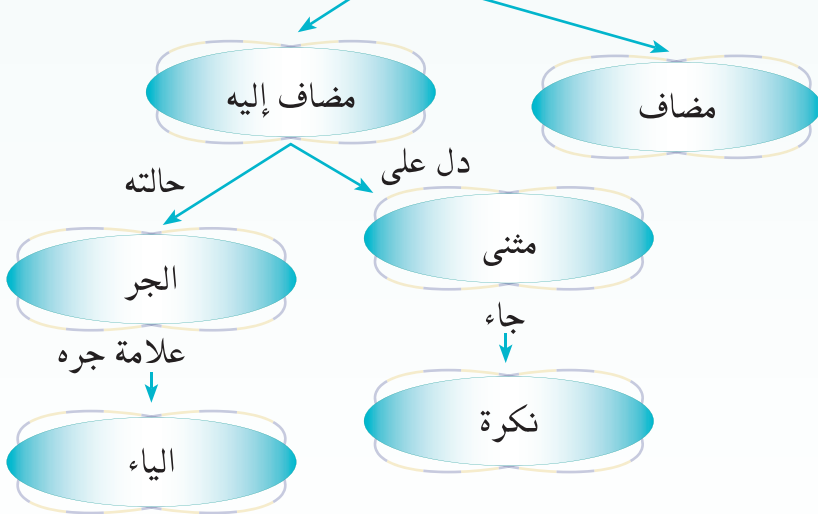 مضاف
مضاف إليه
دل على
حالته
مثنى
الجر
جاء
علامة جره
نكرة
الياء